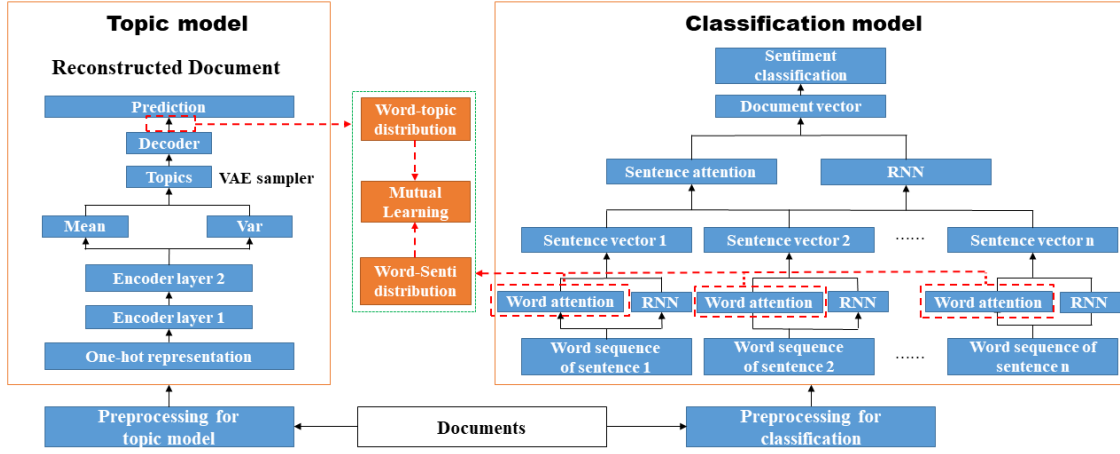 Topic model
Reconstructed Document
Prediction
Decoder
Topics
VAE sampler
Mean
Var
Encoder layer 2
Encoder layer 1
One-hot representation
Preprocessing for
topic model
Word-topic
distribution
Mutual
Learning
Word-Senti
distribution
Documents
Classification model
Sentiment
classification
Document vector
Sentence attention
RNN
Sentence vector 1
Sentence vector 2
……
Sentence vector n
Word attention
RNN
Word attention
RNN
Word attention
RNN
Word sequence
of sentence 1
Word sequence
of sentence 2
……
Word sequence of
sentence n
Preprocessing for
classification